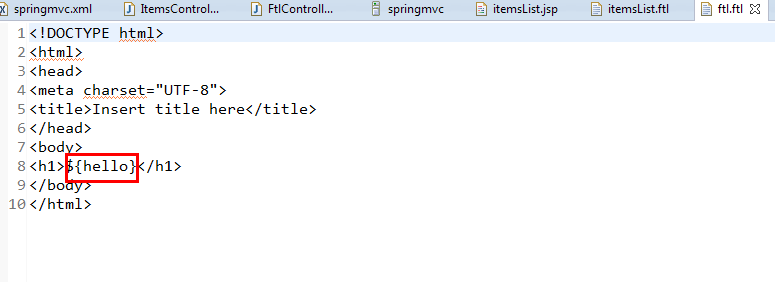 springmvc.xml ItemsControl... FtlControll... springmvc itemsList.jsp itemsList.ftl ftl.ftl
1 <!DOCTYPE html>
2 <html>
3 <head>
4 <meta charset="UTF-8">
5 <title>Insert title here</title>
6 </head>
7 <body>
8 <h1>${hello}</h1>
9 </body>
10 </html>